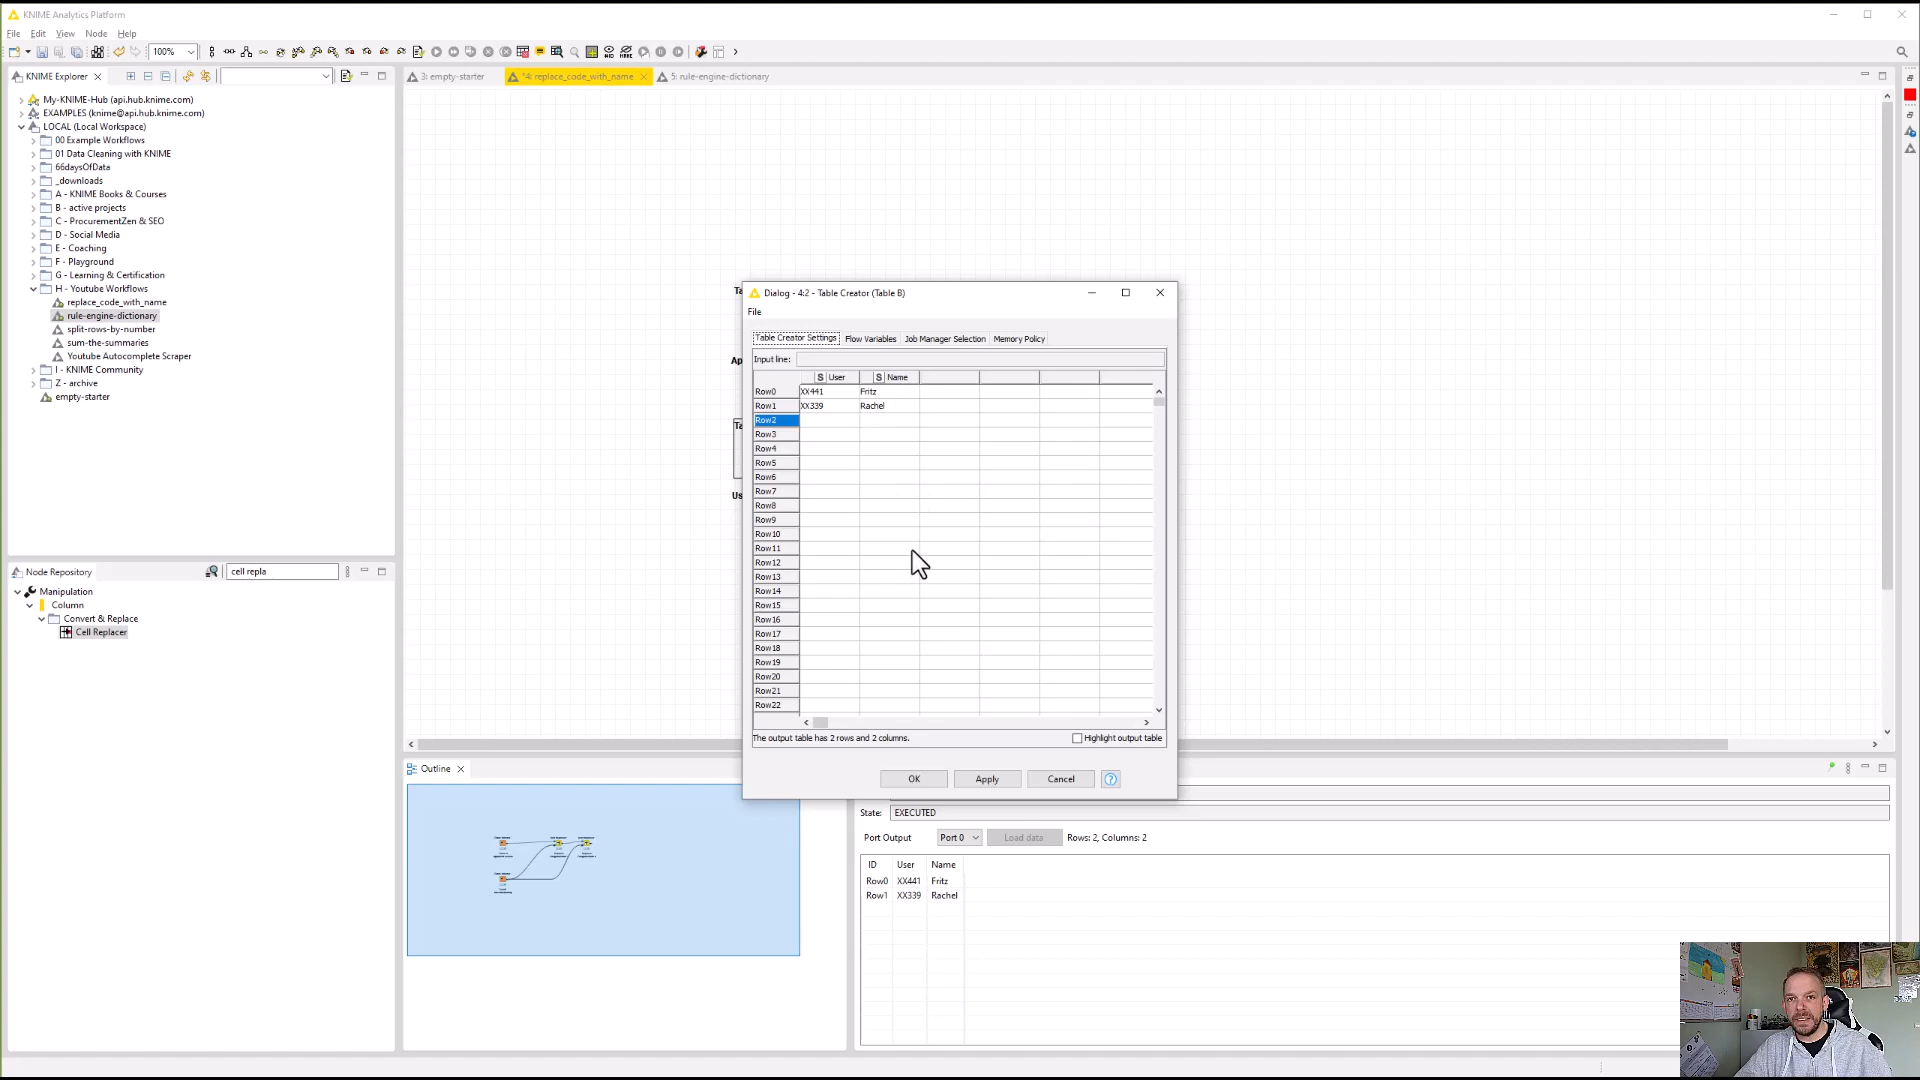 KNIME Analytics Platform
File Edit View Node Help
100%
KNIME Explorer
3: empty-starter
*4: replace_code_with_name
5: rule-engine-dictionary
My-KNIME-Hub (api.hub.knime.com)
EXAMPLES (knime@api.hub.knime.com)
LOCAL (Local Workspace)
00 Example Workflows
01 Data Cleaning with KNIME
66daysOfData
_downloads
A - KNIME Books & Courses
B - active projects
C - ProcurementZen & SEO
D - Social Media
E - Coaching
F - Playground
G - Learning & Certification
H - Youtube Workflows
replace_code_with_name
rule-engine-dictionary
split-rows-by-number
sum-the-summaries
Youtube Autocomplete Scraper
I - KNIME Community
Z - archive
empty-starter
Node Repository
cell repla
Manipulation
Column
Convert & Replace
Cell Replacer
Dialog - 4:2 - Table Creator (Table B)
File
Table Creator Settings Flow Variables Job Manager Selection Memory Policy
Input line:
S User S Name
Row0 XX441 Fritz
Row1 XX339 Rachel
Row2
Row3
Row4
Row5
Row6
Row7
Row8
Row9
Row10
Row11
Row12
Row13
Row14
Row15
Row16
Row17
Row18
Row19
Row20
Row21
Row22
The output table has 2 rows and 2 columns.
Highlight output table
OK Apply Cancel
Outline
State: EXECUTED
Port Output Port 0 Load data Rows: 2, Columns: 2
ID User Name
Row0 XX441 Fritz
Row1 XX339 Rachel